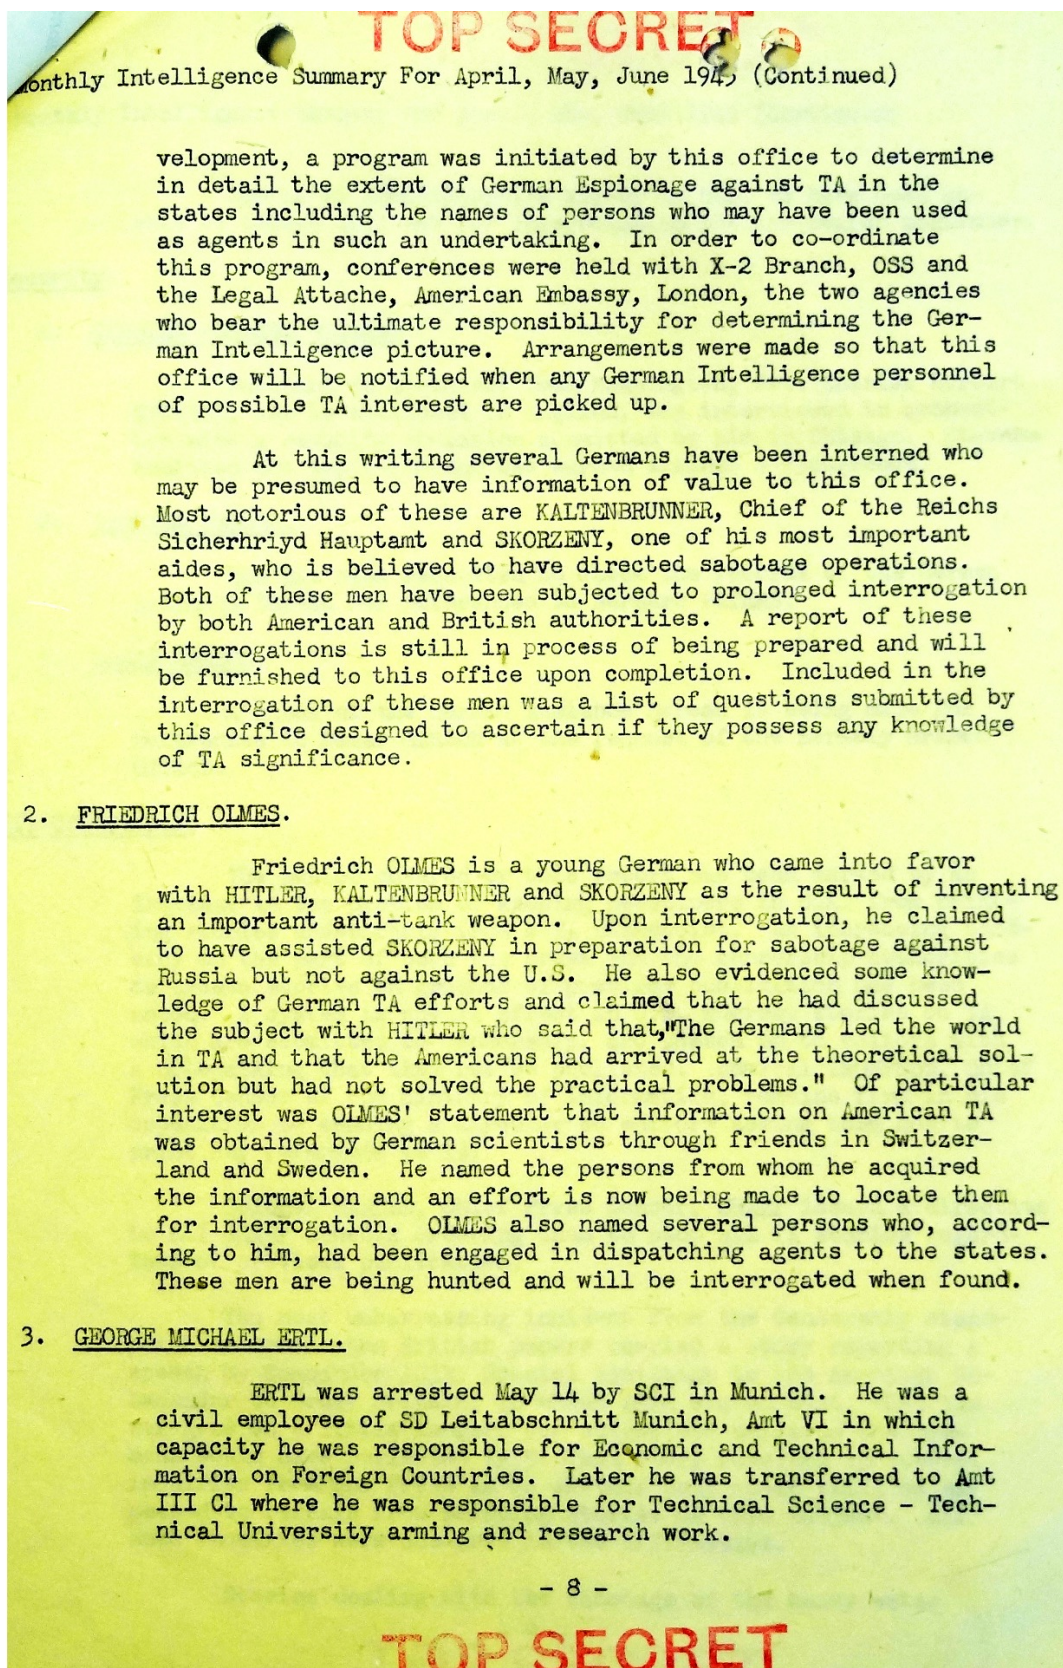 TOP SECRET
Monthly Intelligence Summary For April, May, June 1945 (Continued)
velopment, a program was initiated by this office to determine
in detail the extent of German Espionage against TA in the
states including the names of persons who may have been used
as agents in such an undertaking. In order to co-ordinate
this program, conferences were held with X-2 Branch, OSS and
the Legal Attache, American Embassy, London, the two agencies
who bear the ultimate responsibility for determining the Ger-
man Intelligence picture. Arrangements were made so that this
office will be notified when any German Intelligence personnel
of possible TA interest are picked up.
At this writing several Germans have been interned who
may be presumed to have information of value to this office.
Most notorious of these are KALTENBRUNNER, Chief of the Reichs
Sicherhriyd Hauptamt and SKORZENY, one of his most important
aides, who is believed to have directed sabotage operations.
Both of these men have been subjected to prolonged interrogation
by both American and British authorities. A report of these
interrogations is still in process of being prepared and will
be furnished to this office upon completion. Included in the
interrogation of these men was a list of questions submitted by
this office designed to ascertain if they possess any knowledge
of TA significance.
2. FRIEDRICH OLMES.
Friedrich OLMES is a young German who came into favor
with HITLER, KALTENBRUNNER and SKORZENY as the result of inventing
an important anti-tank weapon. Upon interrogation, he claimed
to have assisted SKORZENY in preparation for sabotage against
Russia but not against the U.S. He also evidenced some know-
ledge of German TA efforts and claimed that he had discussed
the subject with HITLER who said that,"The Germans led the world
in TA and that the Americans had arrived at the theoretical sol-
ution but had not solved the practical problems." Of particular
interest was OLMES' statement that information on American TA
was obtained by German scientists through friends in Switzer-
land and Sweden. He named the persons from whom he acquired
the information and an effort is now being made to locate them
for interrogation. OLMES also named several persons who, accord-
ing to him, had been engaged in dispatching agents to the states.
These men are being hunted and will be interrogated when found.
3. GEORGE MICHAEL ERTL.
ERTL was arrested May 14 by SCI in Munich. He was a
civil employee of SD Leitabschnitt Munich, Amt VI in which
capacity he was responsible for Economic and Technical Infor-
mation on Foreign Countries. Later he was transferred to Amt
III Cl where he was responsible for Technical Science - Tech-
nical University arming and research work.
- 8 -
TOP SECRET